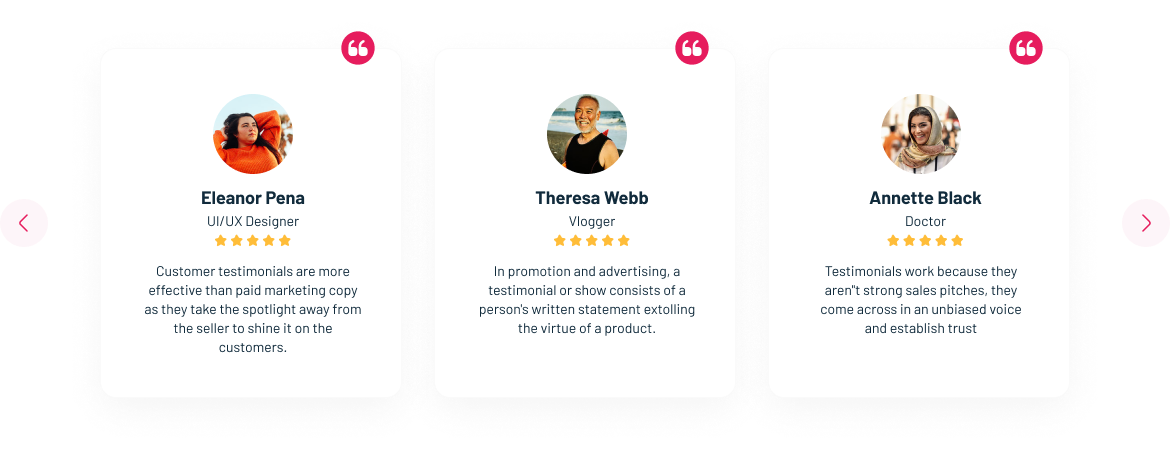 Eleanor Pena
UI/UX Designer
Customer testimonials are more
effective than paid marketing copy
as they take the spotlight away from
the seller to shine it on the
customers.
Theresa Webb
Vlogger
In promotion and advertising, a
testimonial or show consists of a
person's written statement extolling
the virtue of a product.
Annette Black
Doctor
Testimonials work because they
aren"t strong sales pitches, they
come across in an unbiased voice
and establish trust